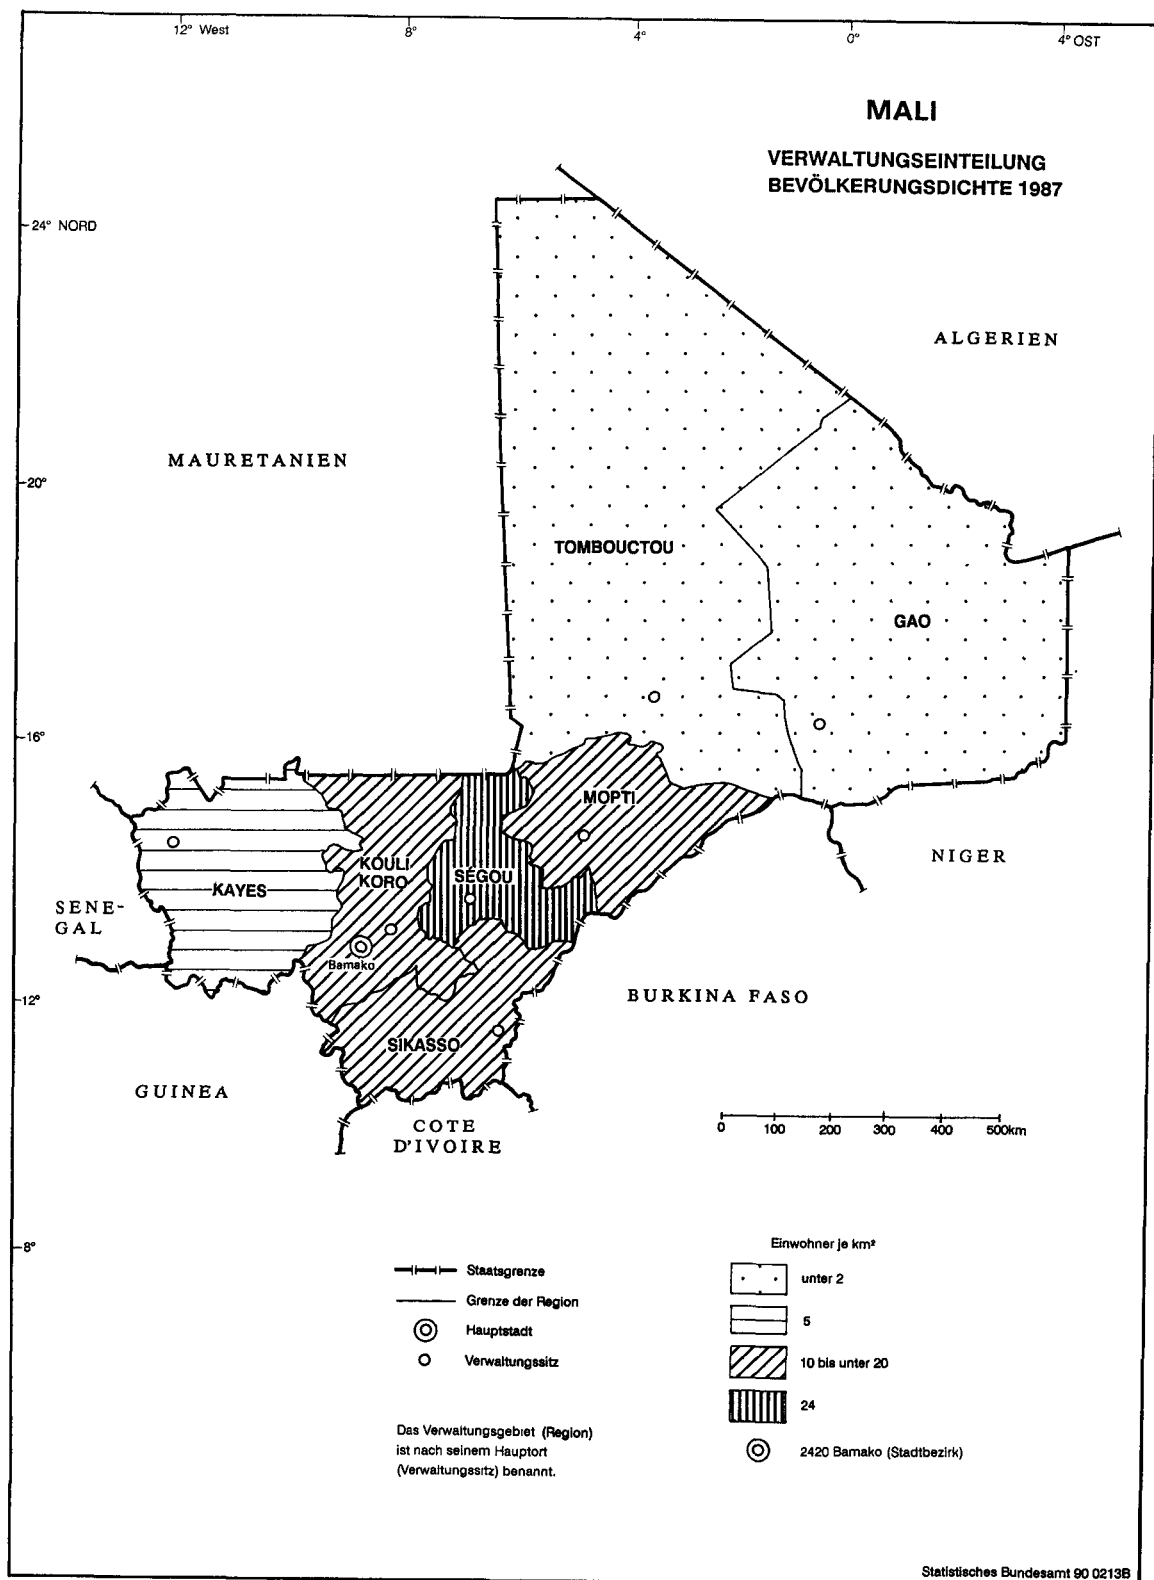 12° West
8°
4°
0°
4° OST
MALI
VERWALTUNGSEINTEILUNG
BEVÖLKERUNGSDICHTE 1987
24° NORD
ALGERIEN
MAURETANIEN
20°
TOMBOUCTOU
GAO
16°
MOPTI
NIGER
KOULI
KORO
SÉGOU
KAYES
SENE-
GAL
Bamako
12°
BURKINA FASO
SIKASSO
GUINEA
COTE
D'IVOIRE
0 100 200 300 400 500km
8°
Staatsgrenze
Grenze der Region
Hauptstadt
Verwaltungssitz
Das Verwaltungsgebiet (Region)
ist nach seinem Hauptort
(Verwaltungssitz) benannt.
Einwohner je km²
unter 2
5
10 bis unter 20
24
2420 Bamako (Stadtbezirk)
Statistisches Bundesamt 90 0213B